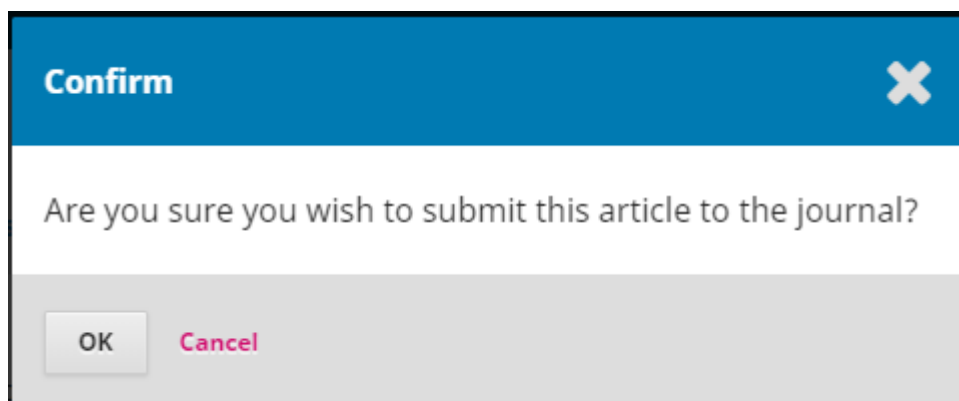 Confirm
Are you sure you wish to submit this article to the journal?
OK Cancel